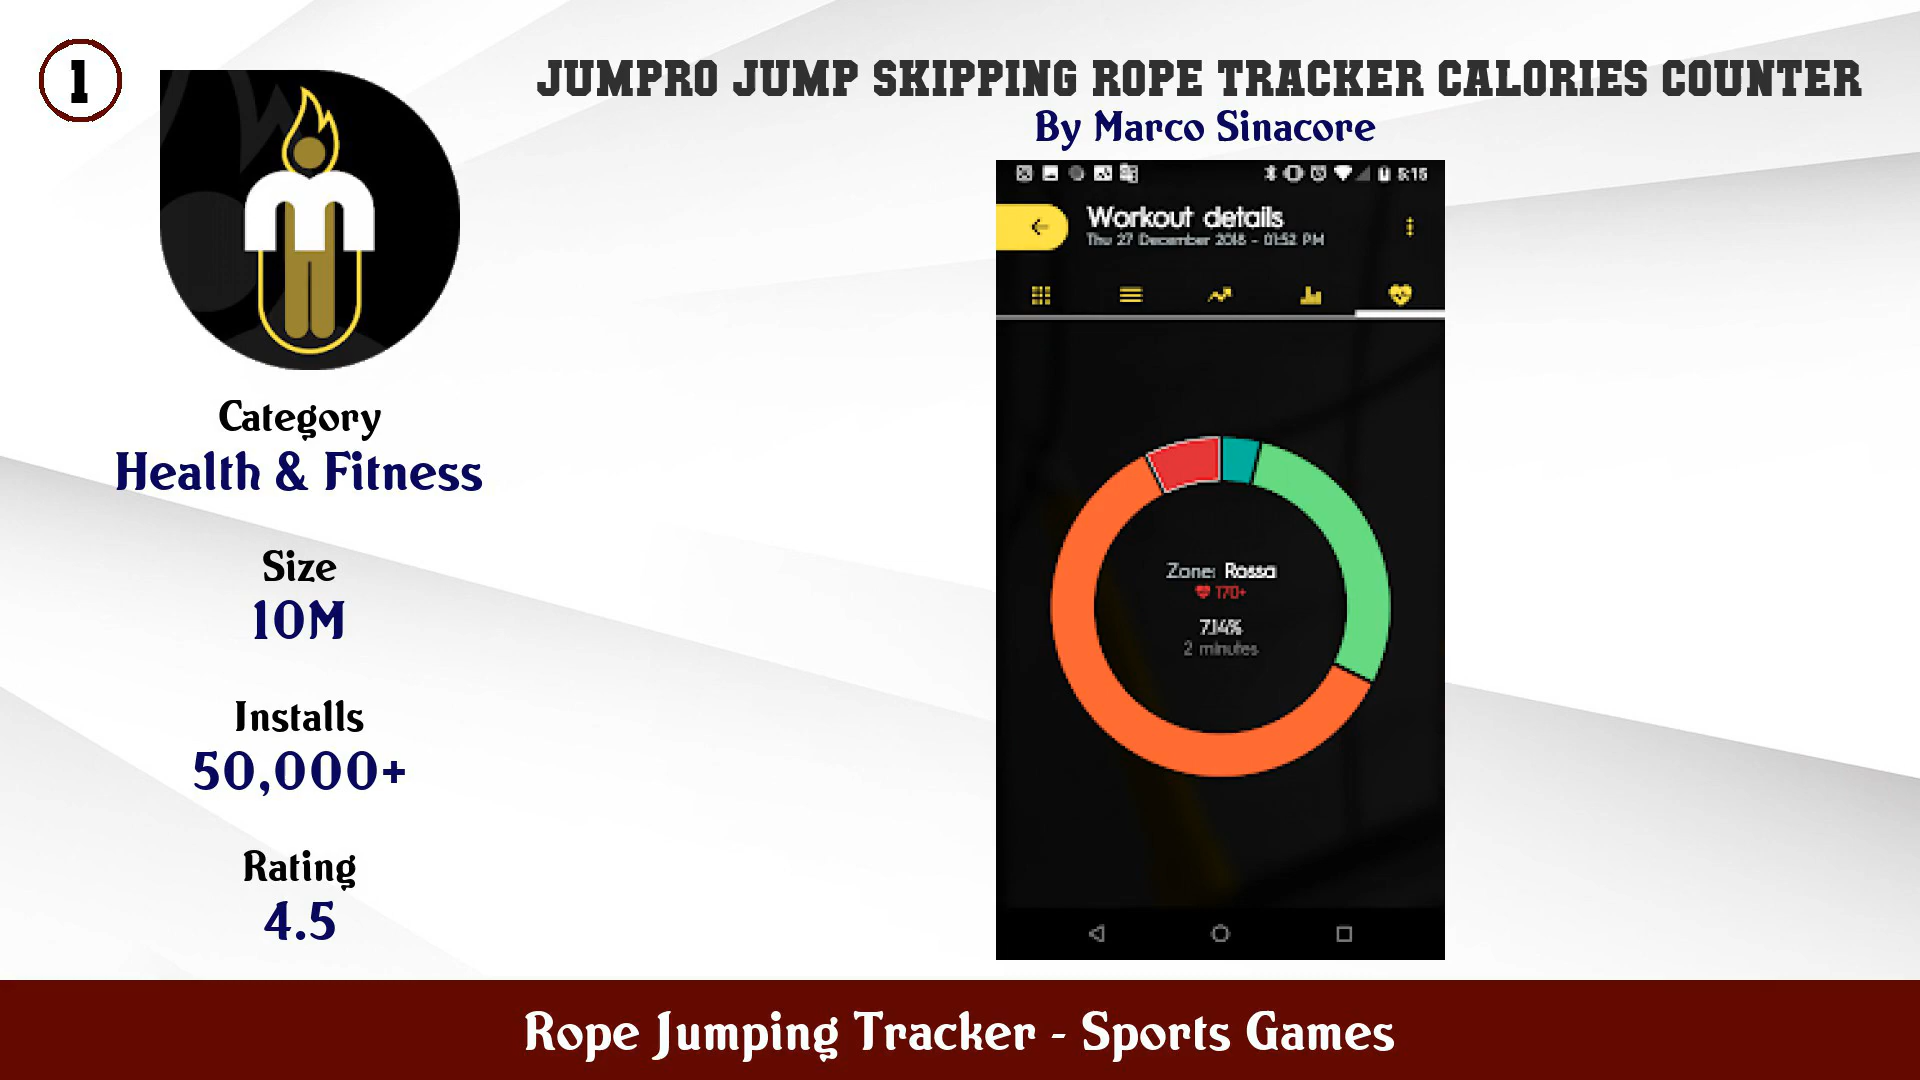 1
JUMPRO JUMP SKIPPING ROPE TRACKER CALORIES COUNTER
By Marco Sinacore
Category
Health & Fitness
Size
10M
Installs
50,000+
Rating
4.5
5:15
Workout details
Thu 27 December 2018 - 01:52 PM
Zone: Rossa
170+
7.14%
2 minutes
Rope Jumping Tracker - Sports Games